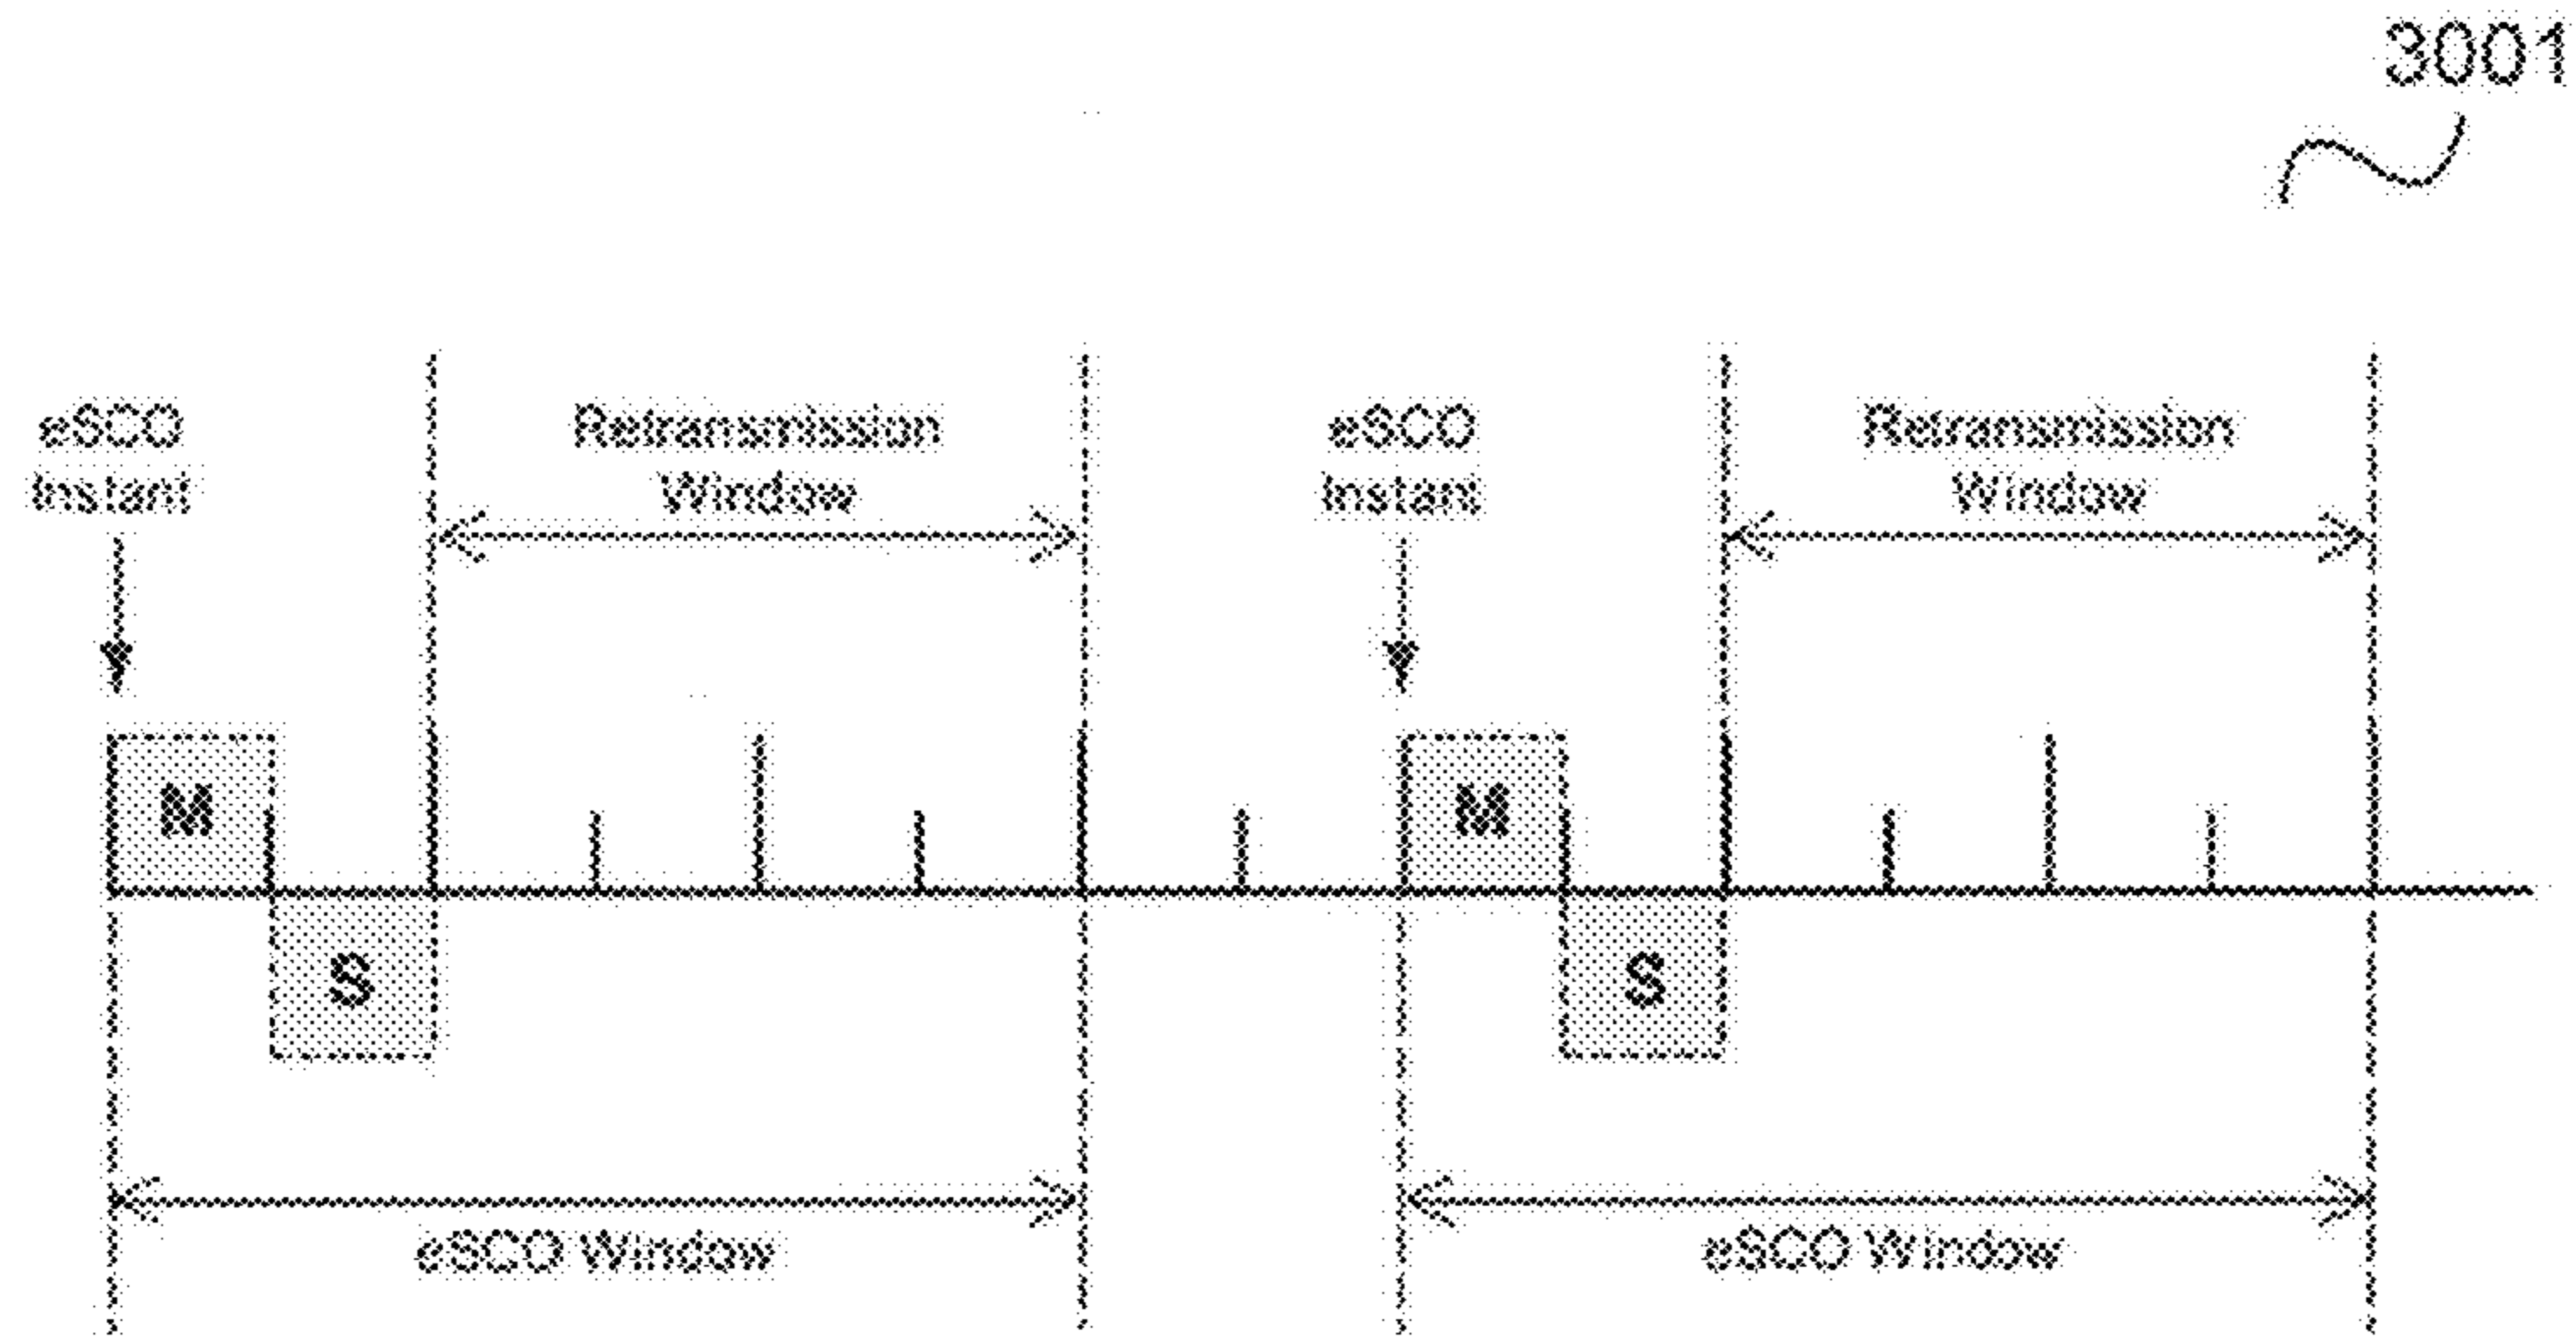 3001
eSCO
Instant
Retransmission
Window
eSCO
Instant
Retransmission
Window
M
M
S
S
eSCO Window
eSCO Window